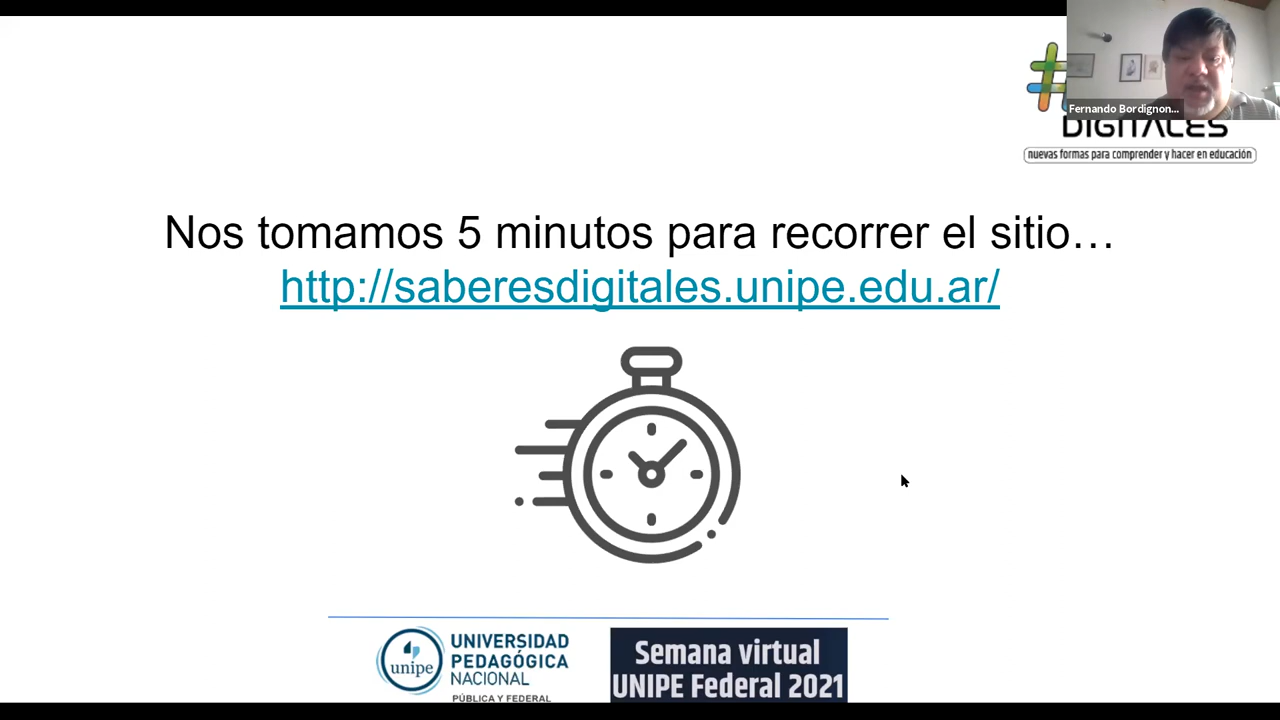 Fernando Bordignon...
DIGITALES
nuevas formas para comprender y hacer en educación
Nos tomamos 5 minutos para recorrer el sitio…
http://saberesdigitales.unipe.edu.ar/
unipe
UNIVERSIDAD
PEDAGÓGICA
NACIONAL
PÚBLICA Y FEDERAL
Semana virtual
UNIPE Federal 2021